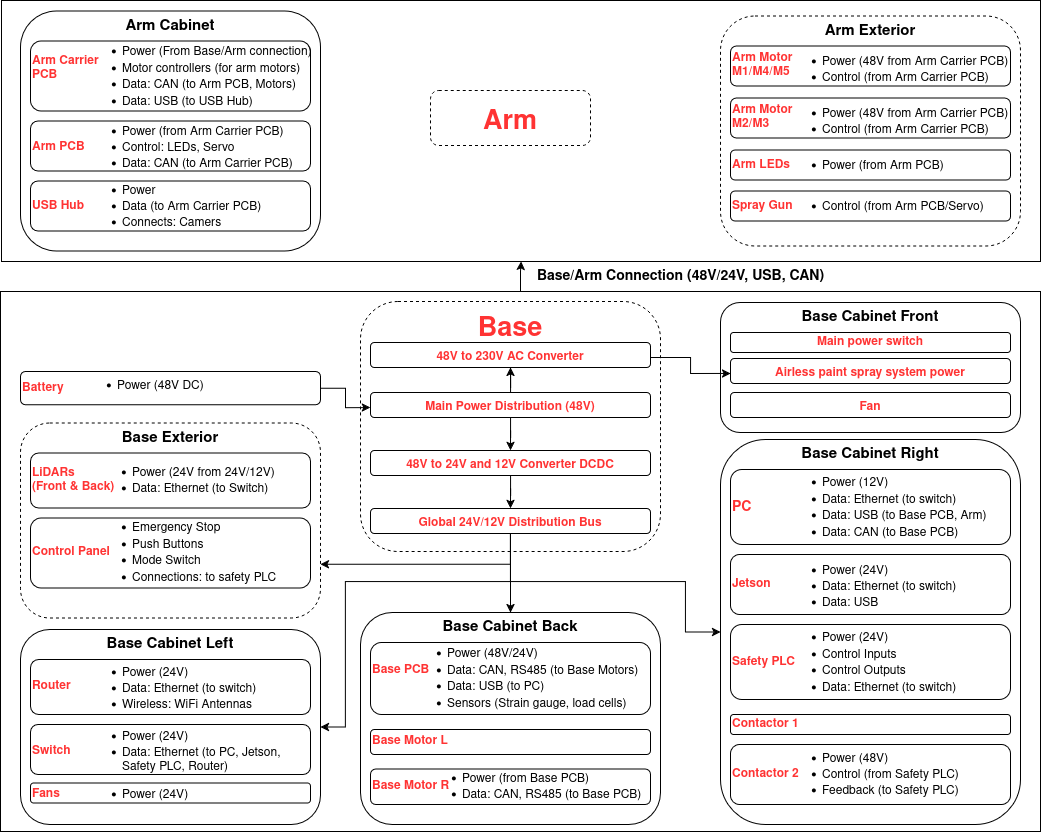 Arm Cabinet
Arm Carrier
PCB
Power (From Base/Arm connection)
Motor controllers (for arm motors)
Data: CAN (to Arm PCB, Motors)
Data: USB (to USB Hub)
Arm PCB
Power (from Arm Carrier PCB)
Control: LEDs, Servo
Data: CAN (to Arm Carrier PCB)
USB Hub
Power
Data (to Arm Carrier PCB)
Connects: Camers
Arm
Arm Exterior
Arm Motor
M1/M4/M5
Power (48V from Arm Carrier PCB)
Control (from Arm Carrier PCB)
Arm Motor
M2/M3
Power (48V from Arm Carrier PCB)
Control (from Arm Carrier PCB)
Arm LEDs
Power (from Arm PCB)
Spray Gun
Control (from Arm PCB/Servo)
Base/Arm Connection (48V/24V, USB, CAN)
Base
48V to 230V AC Converter
Main Power Distribution (48V)
48V to 24V and 12V Converter DCDC
Global 24V/12V Distribution Bus
Battery
Power (48V DC)
Base Exterior
LiDARs
(Front & Back)
Power (24V from 24V/12V)
Data: Ethernet (to Switch)
Control Panel
Emergency Stop
Push Buttons
Mode Switch
Connections: to safety PLC
Base Cabinet Left
Router
Power (24V)
Data: Ethernet (to switch)
Wireless: WiFi Antennas
Switch
Power (24V)
Data: Ethernet (to PC, Jetson,
Safety PLC, Router)
Fans
Power (24V)
Base Cabinet Back
Base PCB
Power (48V/24V)
Data: CAN, RS485 (to Base Motors)
Data: USB (to PC)
Sensors (Strain gauge, load cells)
Base Motor L
Base Motor R
Power (from Base PCB)
Data: CAN, RS485 (to Base PCB)
Base Cabinet Front
Main power switch
Airless paint spray system power
Fan
Base Cabinet Right
PC
Power (12V)
Data: Ethernet (to switch)
Data: USB (to Base PCB, Arm)
Data: CAN (to Base PCB)
Jetson
Power (24V)
Data: Ethernet (to switch)
Data: USB
Safety PLC
Power (24V)
Control Inputs
Control Outputs
Data: Ethernet (to switch)
Contactor 1
Contactor 2
Power (48V)
Control (from Safety PLC)
Feedback (to Safety PLC)